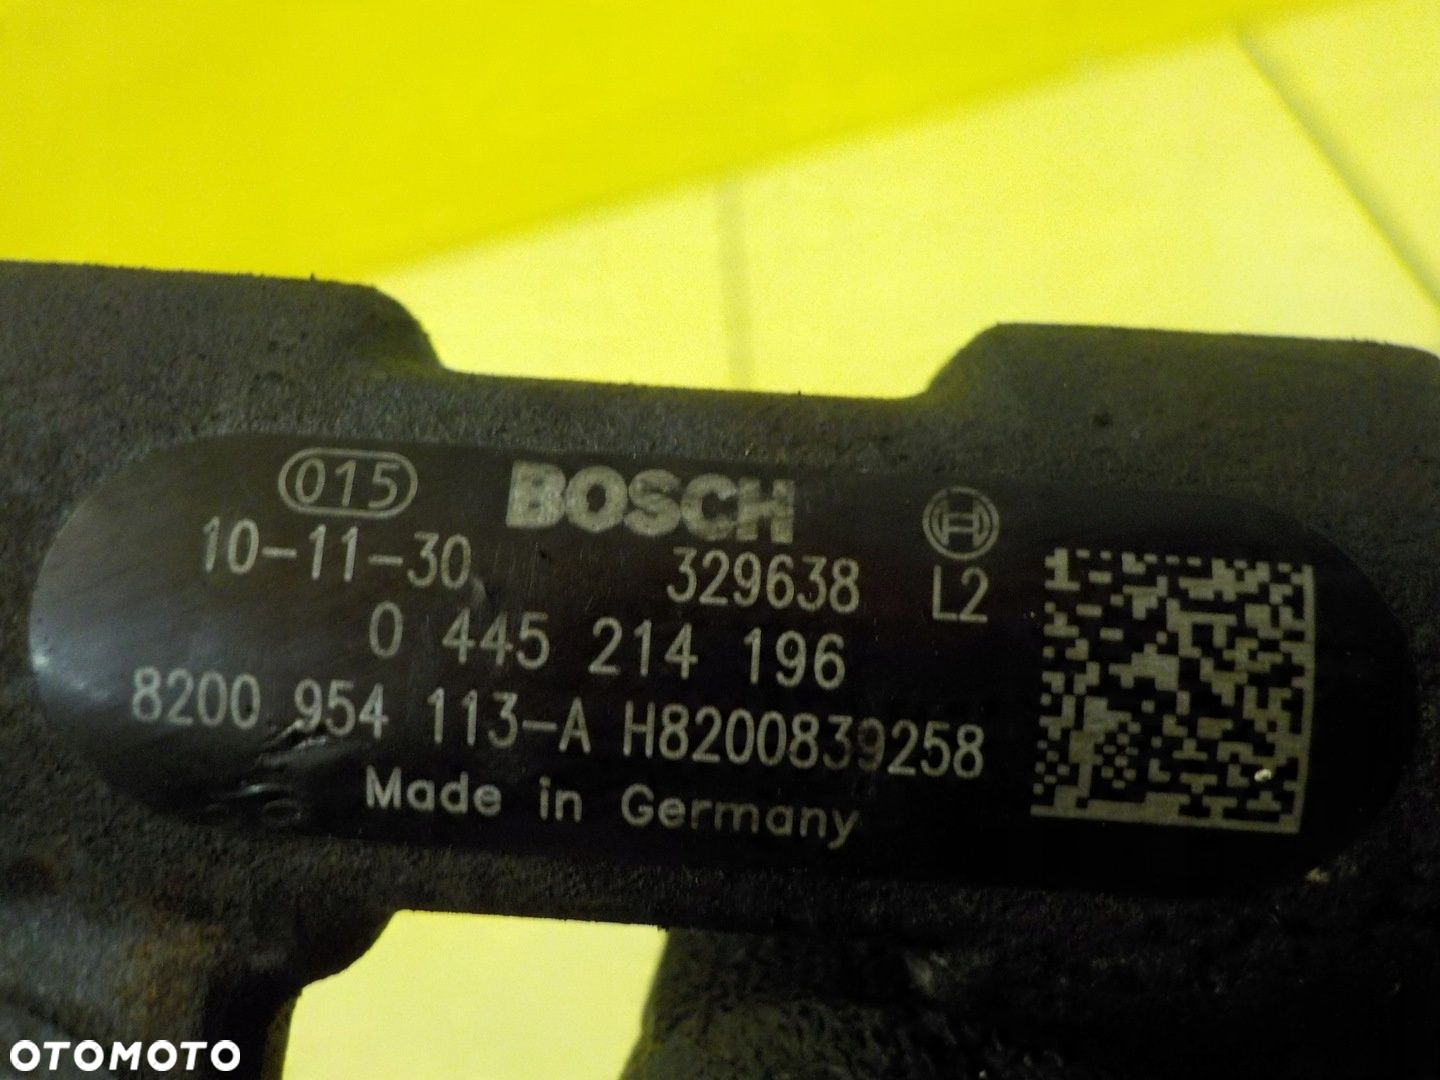 015 BOSCH
10-11-30 329638 L2
0 445 214 196
8200 954 113-A H8200839258
Made in Germany
OTOMOTO